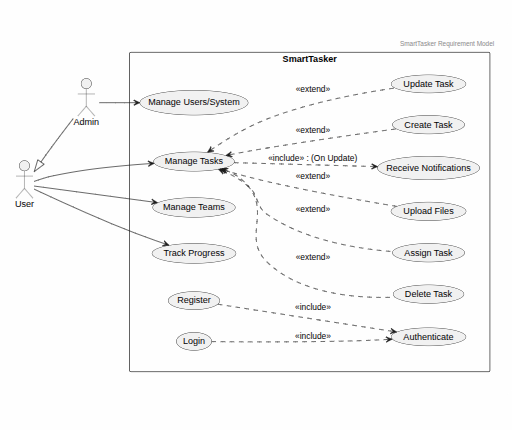 SmartTasker Requirement Model
SmartTasker
Update Task
«extend»
Manage Users/System
Admin
Create Task
«extend»
«include» : (On Update)
Manage Tasks
Receive Notifications
«extend»
User
Manage Teams
«extend»
Upload Files
Track Progress
Assign Task
«extend»
Register
Delete Task
«include»
Login
«include»
Authenticate